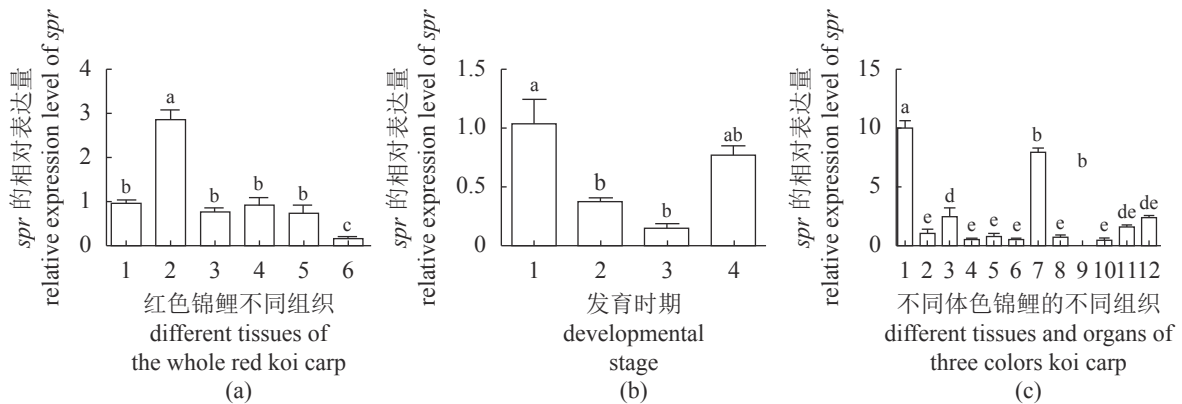 spr 的相对表达量
relative expression level of spr
4
3
2
1
0
a
b
b
b
b
c
1 2 3 4 5 6
红色锦鲤不同组织
different tissues of
the whole red koi carp
(a)
spr 的相对表达量
relative expression level of spr
1.5
1.0
0.5
0
a
b
b
ab
1 2 3 4
发育时期
developmental
stage
(b)
spr 的相对表达量
relative expression level of spr
15
10
5
0
a
b
b
d
e
e
e
e
e
e
de
de
1 2 3 4 5 6 7 8 9 10 11 12
不同体色锦鲤的不同组织
different tissues and organs of
three colors koi carp
(c)